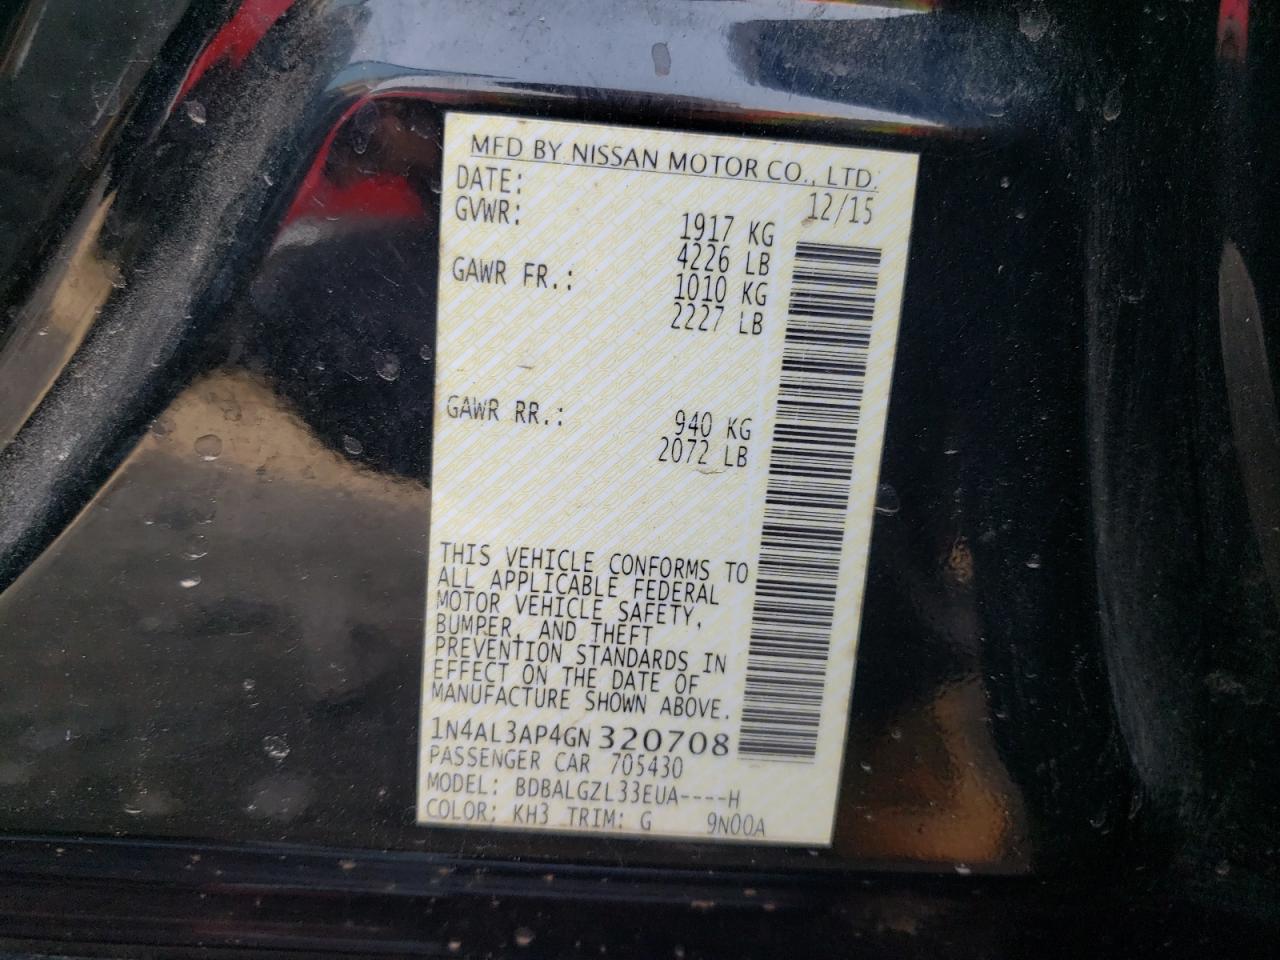 MFD BY NISSAN MOTOR CO., LTD.
DATE: 12/15
GVWR: 1917 KG
4226 LB
GAWR FR.: 1010 KG
2227 LB
GAWR RR.: 940 KG
2072 LB
THIS VEHICLE CONFORMS TO
ALL APPLICABLE FEDERAL
MOTOR VEHICLE SAFETY,
BUMPER, AND THEFT
PREVENTION STANDARDS IN
EFFECT ON THE DATE OF
MANUFACTURE SHOWN ABOVE.
1N4AL3AP4GN 320708
PASSENGER CAR 705430
MODEL: BDBALGZL33EUA----H
COLOR: KH3 TRIM: G 9N00A